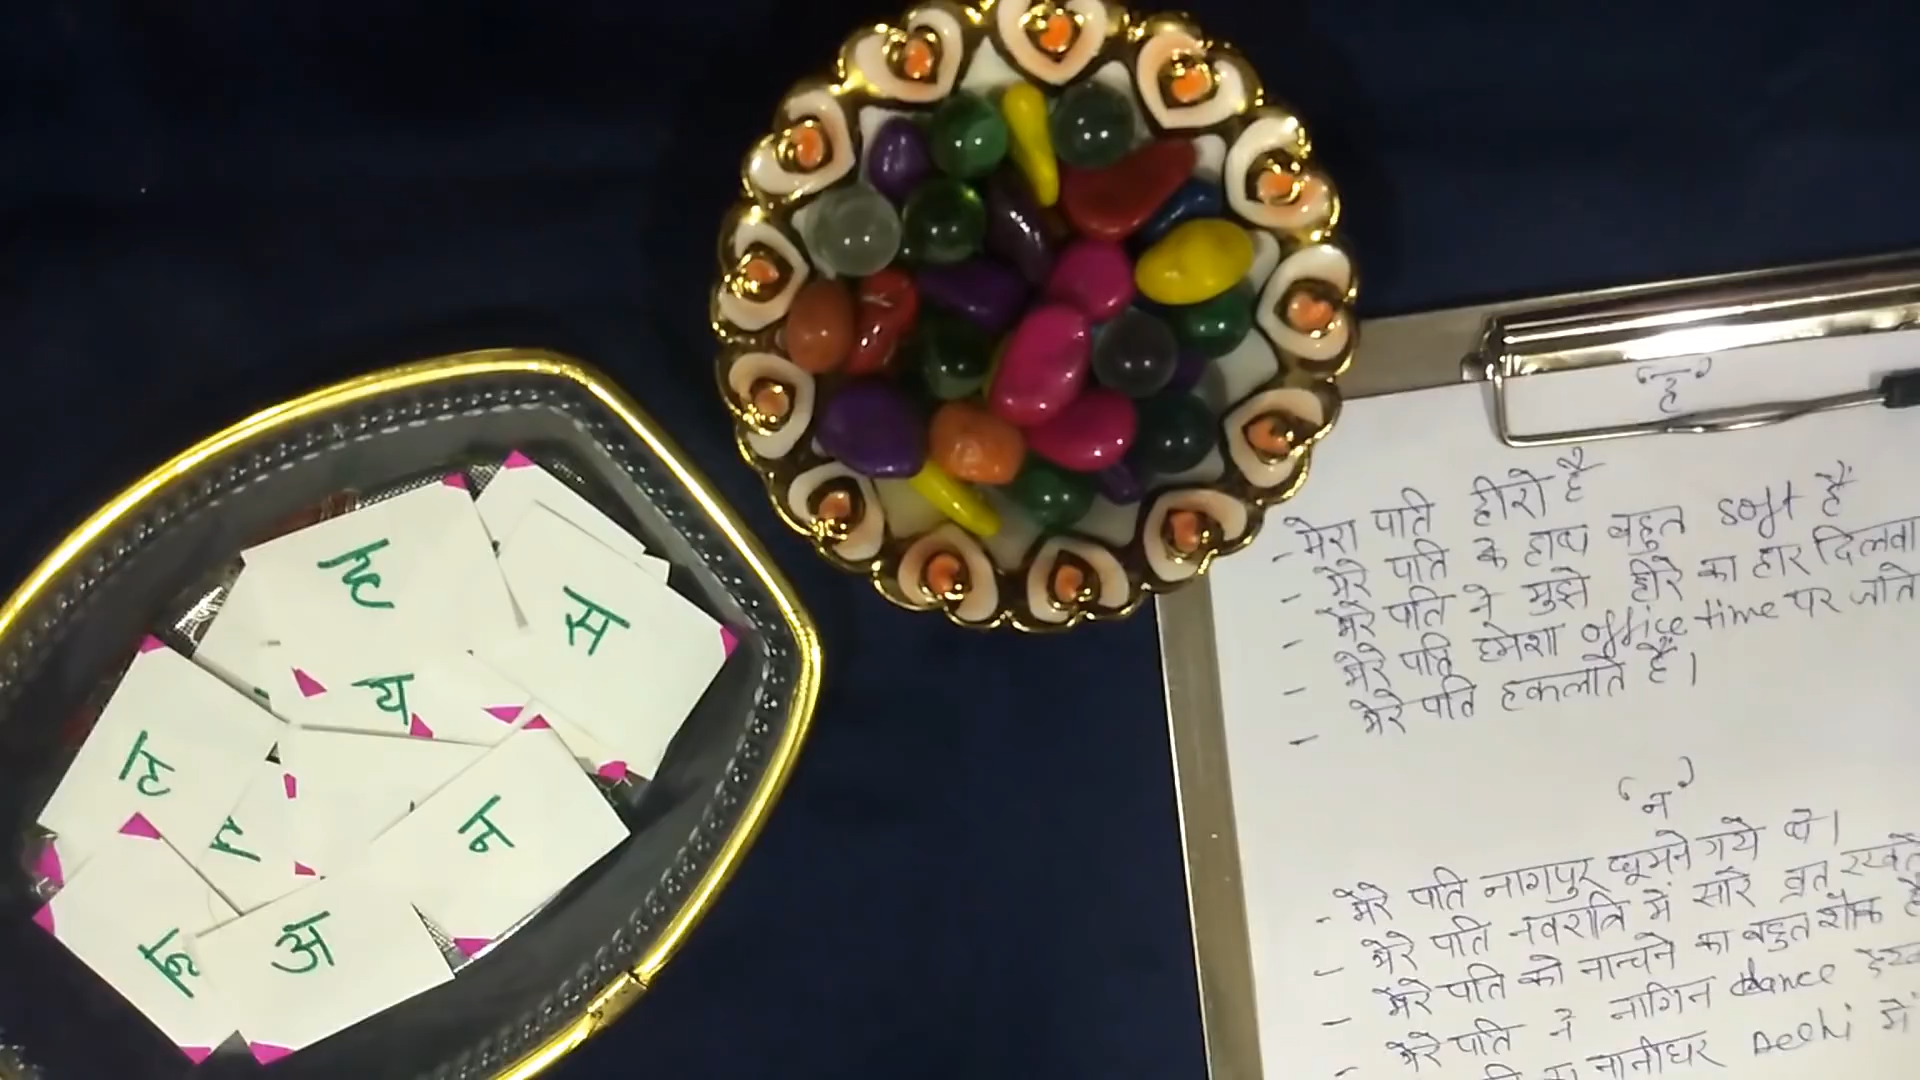 ह
स
य
न
अ
"ह"
- मेरा पति हीरो है
- मेरे पति के हाथ बहुत soft हैं
- मेरे पति ने मुझे हीरे का हार दिलवा
- मेरे पति हमेशा office time पर जाते
- मेरे पति हकलाते हैं।
"न"
- मेरे पति नागपुर घूमने गये थे।
- मेरे पति नवरात्रि में सारे व्रत रखते
- मेरे पति को नाचने का बहुत शौक है
- मेरे पति ने नागिन dance
नानीघर Delhi में